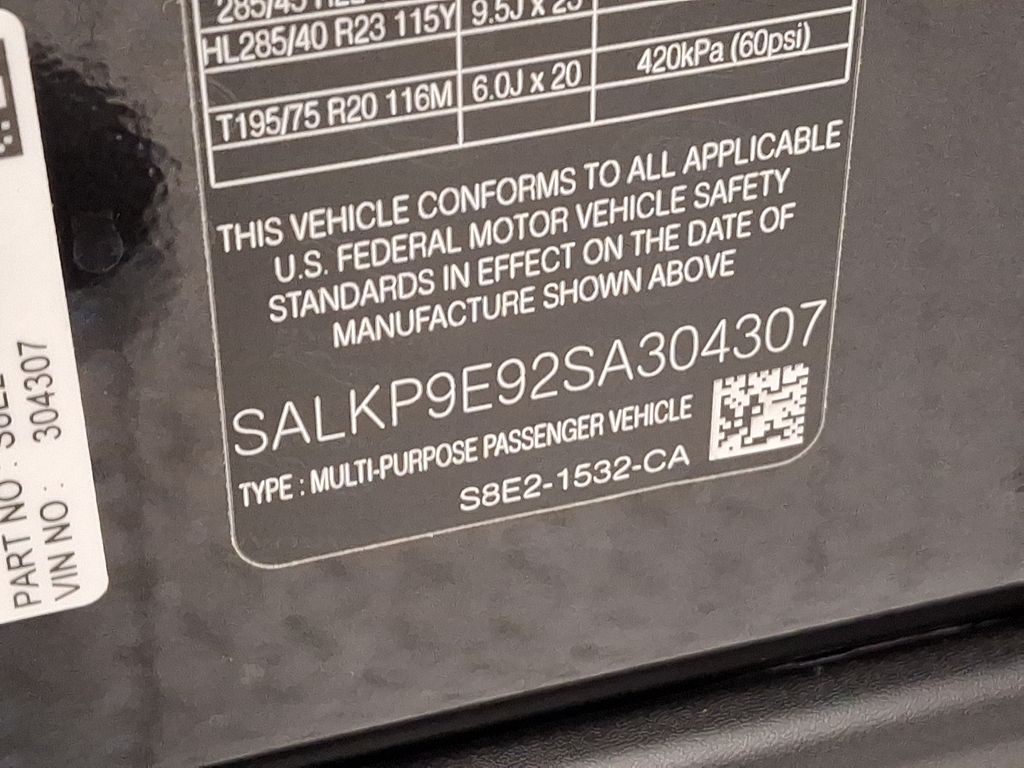 HL285/40 R23 115Y 9.5J x 23
T195/75 R20 116M 6.0J x 20 420kPa (60psi)
THIS VEHICLE CONFORMS TO ALL APPLICABLE
U.S. FEDERAL MOTOR VEHICLE SAFETY
STANDARDS IN EFFECT ON THE DATE OF
MANUFACTURE SHOWN ABOVE
SALKP9E92SA304307
TYPE : MULTI-PURPOSE PASSENGER VEHICLE
S8E2-1532-CA
PART NO :
VIN NO : 304307